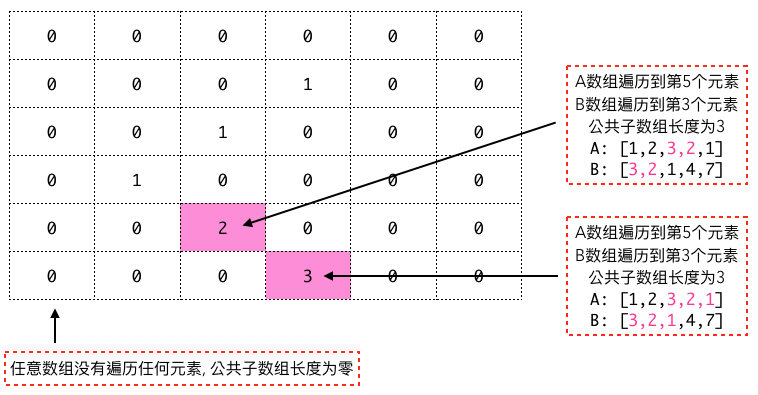 0 0 0 0 0 0
0 0 0 1 0 0
0 0 1 0 0 0
0 1 0 0 0 0
0 0 2 0 0 0
0 0 0 3 0 0
A数组遍历到第5个元素
B数组遍历到第3个元素
公共子数组长度为3
A: [1,2,3,2,1]
B: [3,2,1,4,7]
A数组遍历到第5个元素
B数组遍历到第3个元素
公共子数组长度为3
A: [1,2,3,2,1]
B: [3,2,1,4,7]
任意数组没有遍历任何元素, 公共子数组长度为零